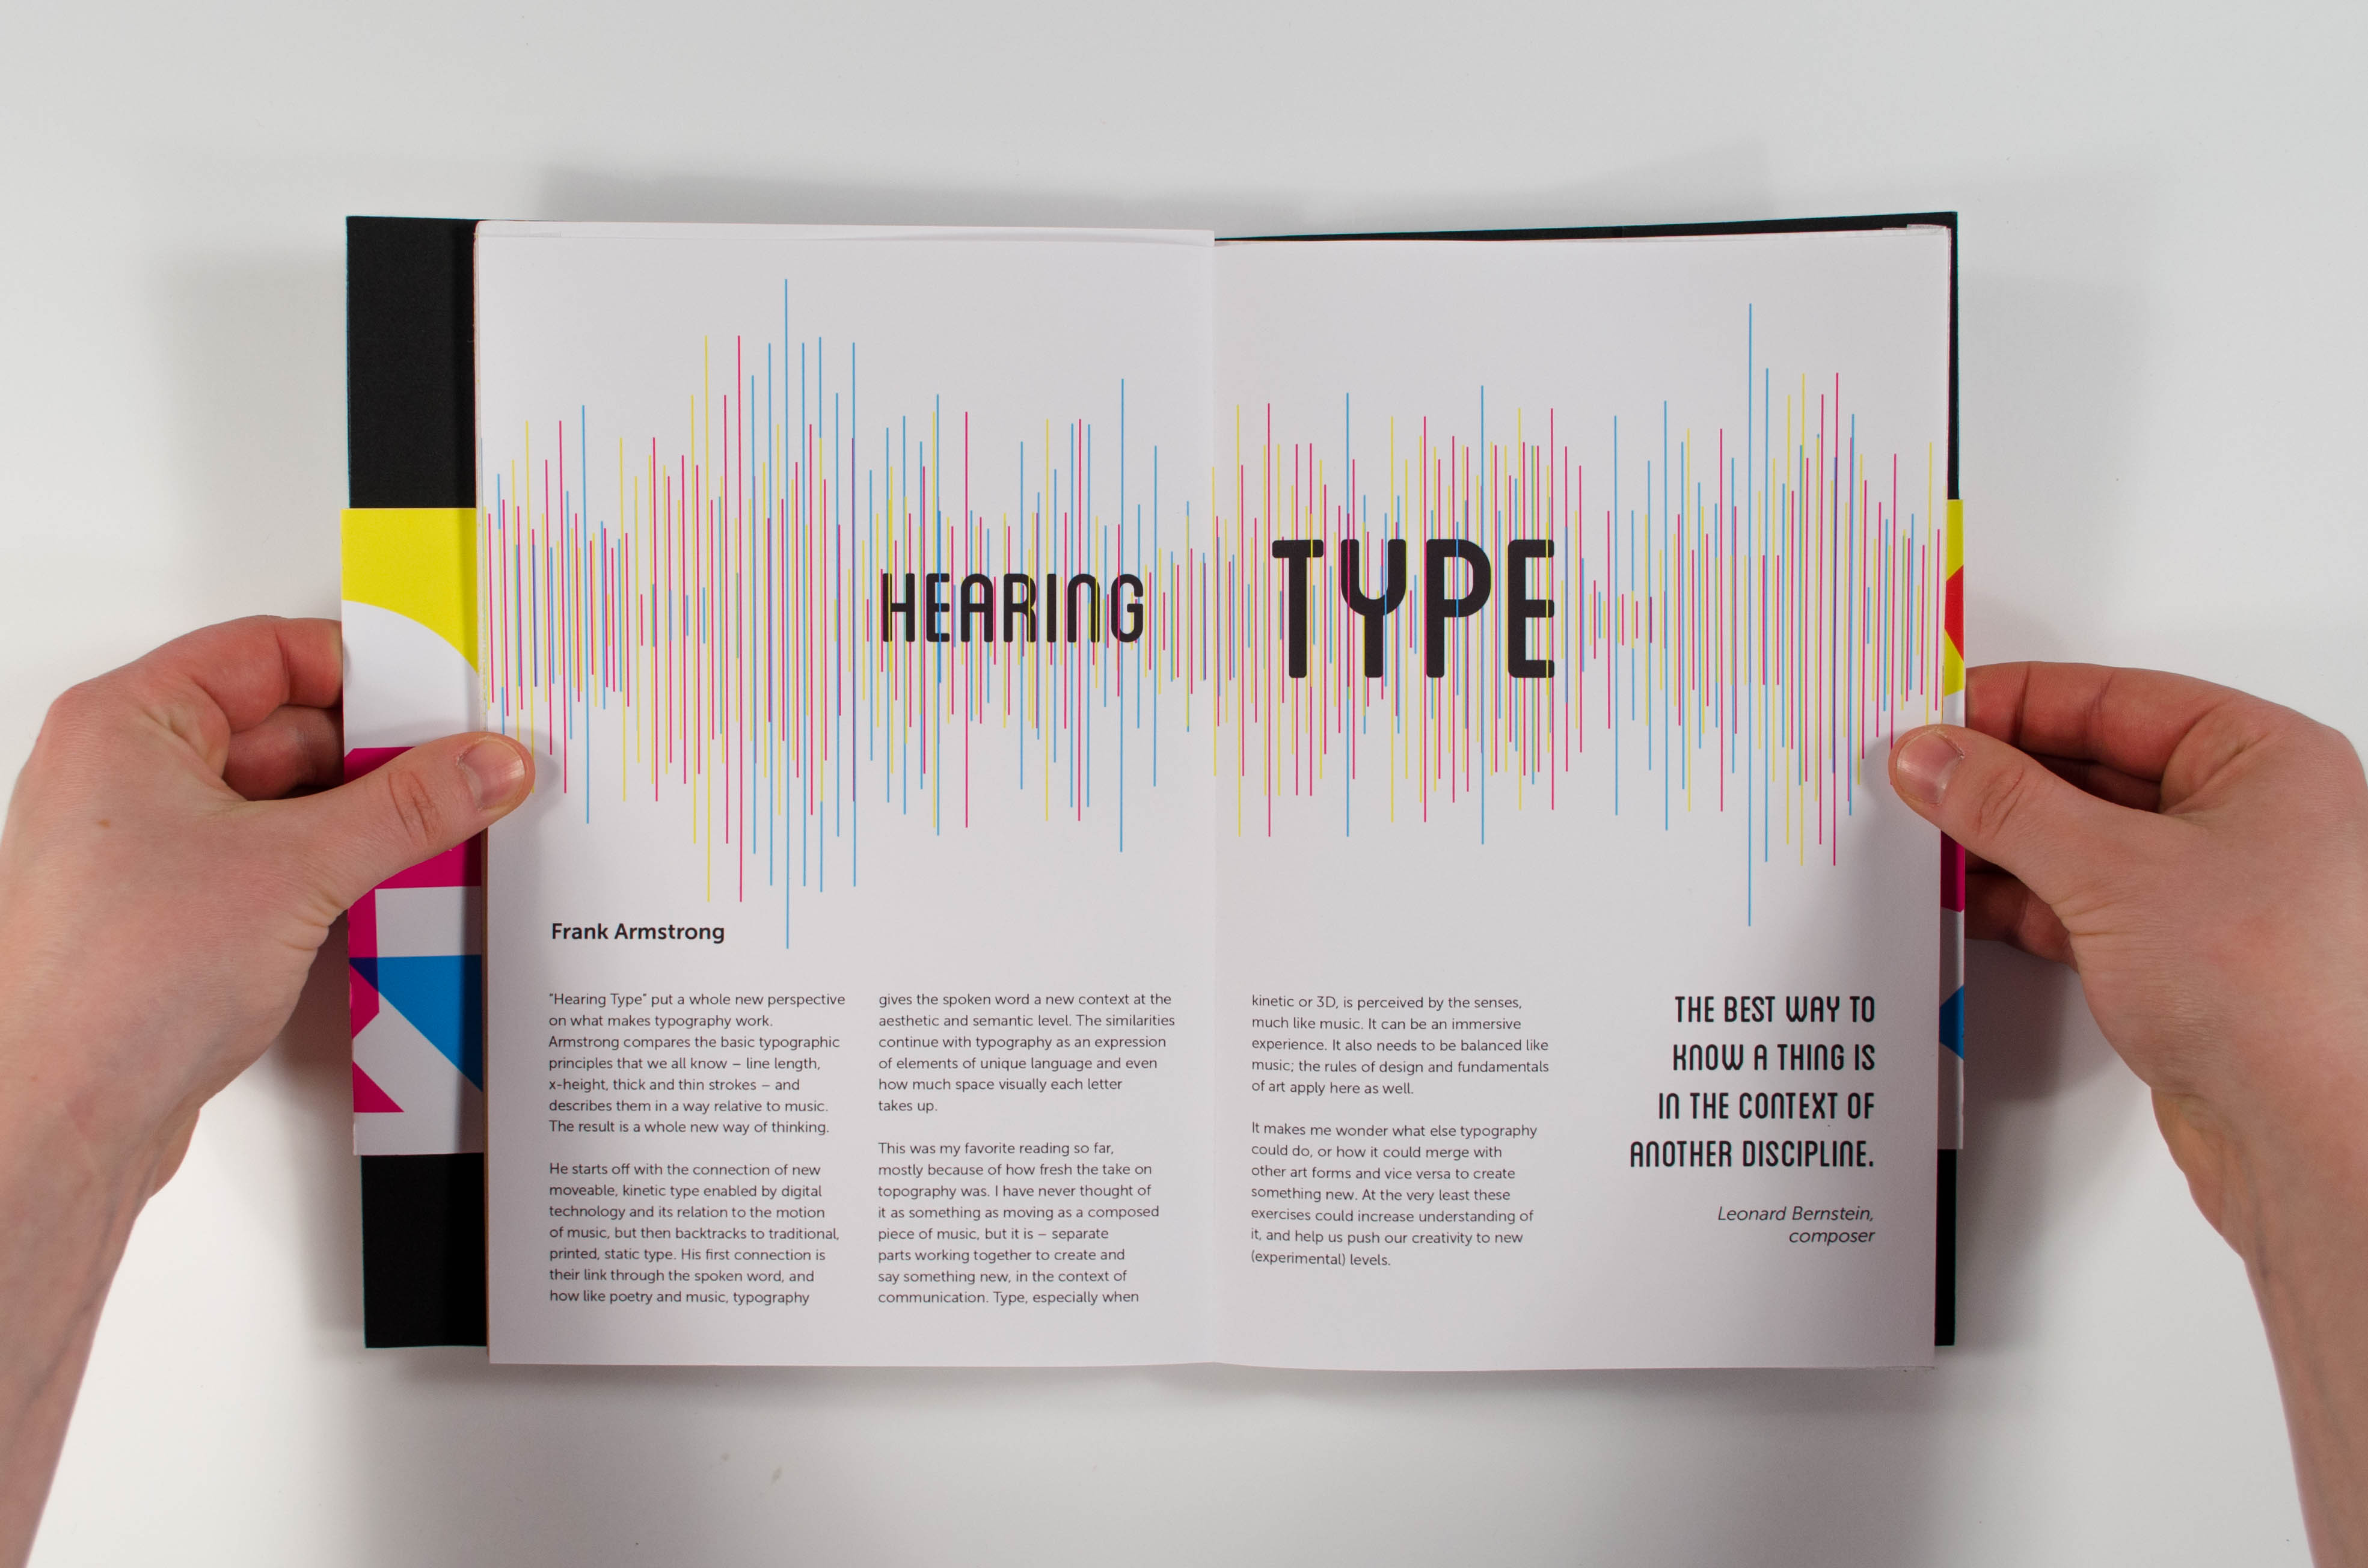 HEARING TYPE
Frank Armstrong
"Hearing Type" put a whole new perspective
on what makes typography work.
Armstrong compares the basic typographic
principles that we all know – line length,
x-height, thick and thin strokes – and
describes them in a way relative to music.
The result is a whole new way of thinking.
He starts off with the connection of new
moveable, kinetic type enabled by digital
technology and its relation to the motion
of music, but then backtracks to traditional,
printed, static type. His first connection is
their link through the spoken word, and
how like poetry and music, typography
gives the spoken word a new context at the
aesthetic and semantic level. The similarities
continue with typography as an expression
of elements of unique language and even
how much space visually each letter
takes up.
This was my favorite reading so far,
mostly because of how fresh the take on
topography was. I have never thought of
it as something as moving as a composed
piece of music, but it is – separate
parts working together to create and
say something new, in the context of
communication. Type, especially when
kinetic or 3D, is perceived by the senses,
much like music. It can be an immersive
experience. It also needs to be balanced like
music; the rules of design and fundamentals
of art apply here as well.
It makes me wonder what else typography
could do, or how it could merge with
other art forms and vice versa to create
something new. At the very least these
exercises could increase understanding of
it, and help us push our creativity to new
(experimental) levels.
THE BEST WAY TO
KNOW A THING IS
IN THE CONTEXT OF
ANOTHER DISCIPLINE.
Leonard Bernstein,
composer